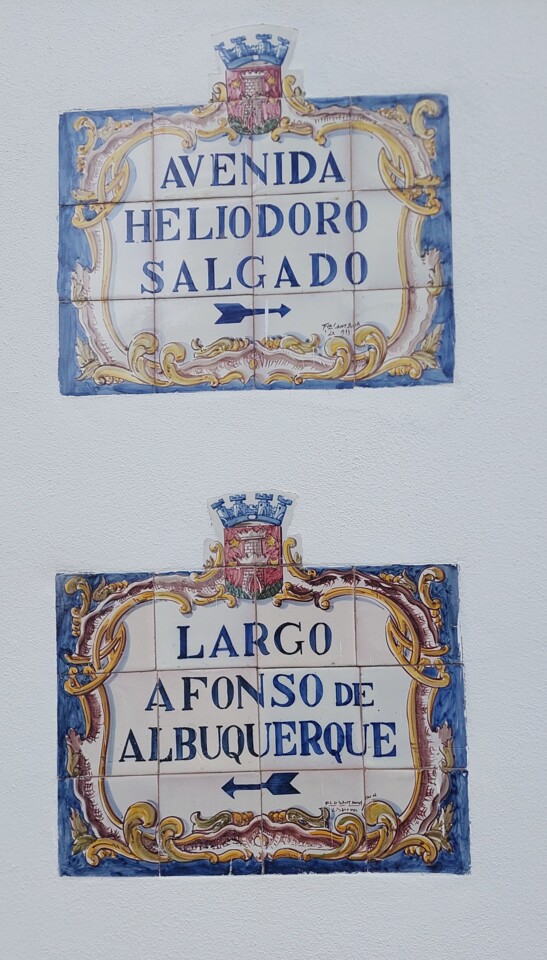 AVENIDA
HELIODORO
SALGADO
LARGO
AFONSO DE
ALBUQUERQUE